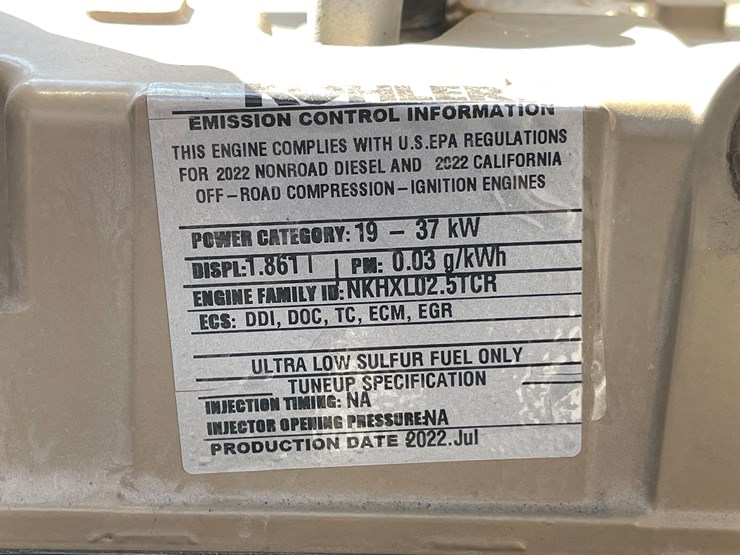 KOHLER
EMISSION CONTROL INFORMATION
THIS ENGINE COMPLIES WITH U.S.EPA REGULATIONS
FOR 2022 NONROAD DIESEL AND 2022 CALIFORNIA
OFF-ROAD COMPRESSION-IGNITION ENGINES
POWER CATEGORY: 19 - 37 kW
DISPL:1.861 l PM: 0.03 g/kWh
ENGINE FAMILY ID: NKHXL02.5TCR
ECS: DDI, DOC, TC, ECM, EGR
ULTRA LOW SULFUR FUEL ONLY
TUNEUP SPECIFICATION
INJECTION TIMING: NA
INJECTOR OPENING PRESSURE:NA
PRODUCTION DATE 2022.Jul